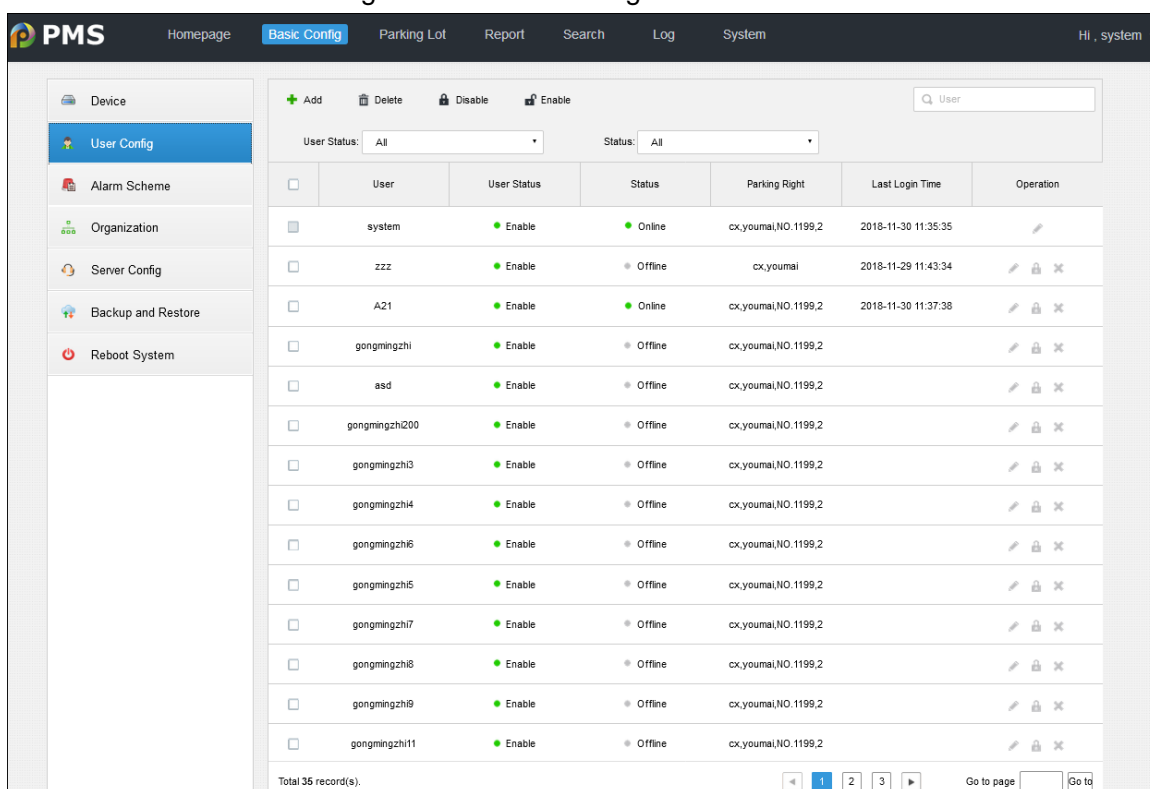 PMS Homepage Basic Config Parking Lot Report Search Log System Hi , system
Device
User Config
Alarm Scheme
Organization
Server Config
Backup and Restore
Reboot System
Add Delete Disable Enable User
User Status: All Status: All
User User Status Status Parking Right Last Login Time Operation
system Enable Online cx,youmai,NO.1199,2 2018-11-30 11:35:35
zzz Enable Offline cx,youmai 2018-11-29 11:43:34
A21 Enable Online cx,youmai,NO.1199,2 2018-11-30 11:37:38
gongmingzhi Enable Offline cx,youmai,NO.1199,2
asd Enable Offline cx,youmai,NO.1199,2
gongmingzhi200 Enable Offline cx,youmai,NO.1199,2
gongmingzhi3 Enable Offline cx,youmai,NO.1199,2
gongmingzhi4 Enable Offline cx,youmai,NO.1199,2
gongmingzhi6 Enable Offline cx,youmai,NO.1199,2
gongmingzhi5 Enable Offline cx,youmai,NO.1199,2
gongmingzhi7 Enable Offline cx,youmai,NO.1199,2
gongmingzhi8 Enable Offline cx,youmai,NO.1199,2
gongmingzhi9 Enable Offline cx,youmai,NO.1199,2
gongmingzhi11 Enable Offline cx,youmai,NO.1199,2
Total 35 record(s). 1 2 3 Go to page Go to